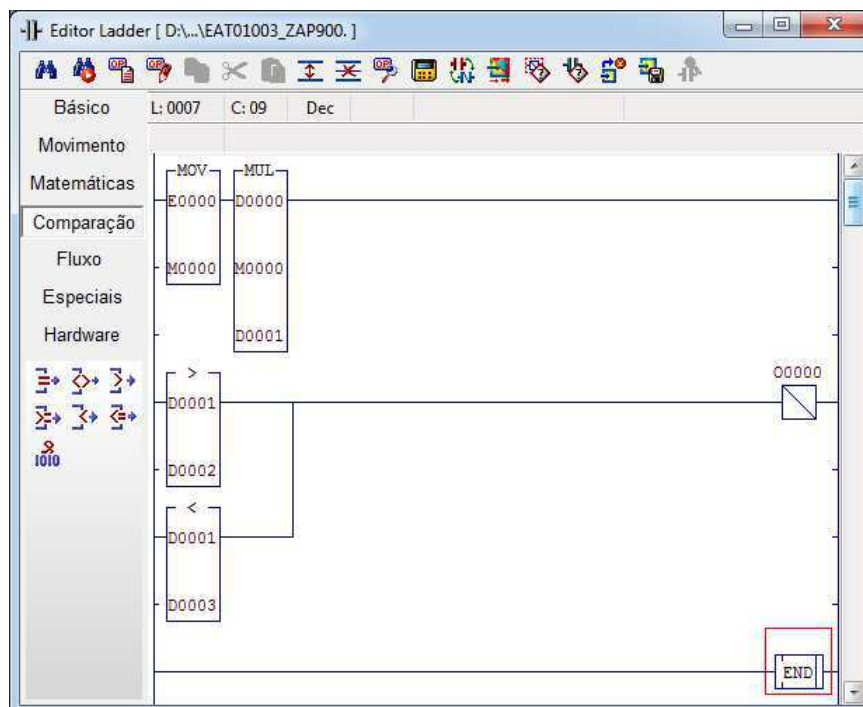 Editor Ladder [ D:\...\EAT01003_ZAP900. ]
Básico
L: 0007 C: 09 Dec
Movimento
Matemáticas
Comparação
Fluxo
Especiais
Hardware
1010
MOV MUL
E0000 D0000
M0000 M0000
D0001
>
D0001
D0002
O0000
<
D0001
D0003
END